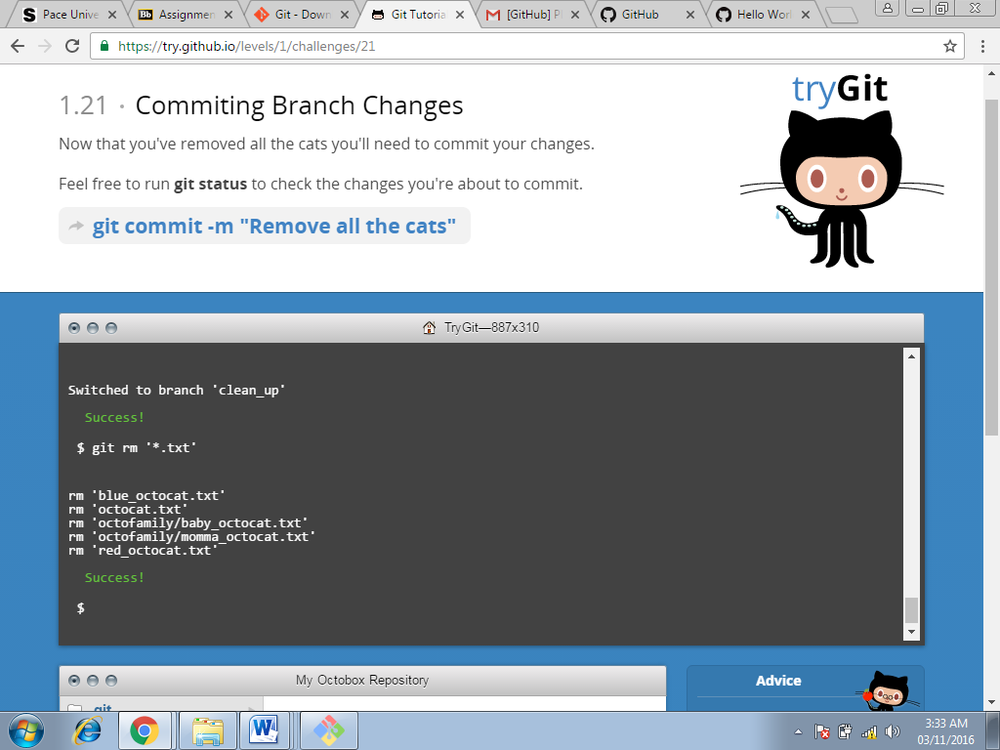 Pace Unive
Bb Assignmen
Git - Down
Git Tutoria
[GitHub] Pl
GitHub
Hello Worl
https://try.github.io/levels/1/challenges/21
tryGit
1.21 · Commiting Branch Changes
Now that you've removed all the cats you'll need to commit your changes.
Feel free to run git status to check the changes you're about to commit.
git commit -m "Remove all the cats"
TryGit—887x310
Switched to branch 'clean_up'
Success!
$ git rm '*.txt'
rm 'blue_octocat.txt'
rm 'octocat.txt'
rm 'octofamily/baby_octocat.txt'
rm 'octofamily/momma_octocat.txt'
rm 'red_octocat.txt'
Success!
$
My Octobox Repository
Advice
.git
3:33 AM
03/11/2016